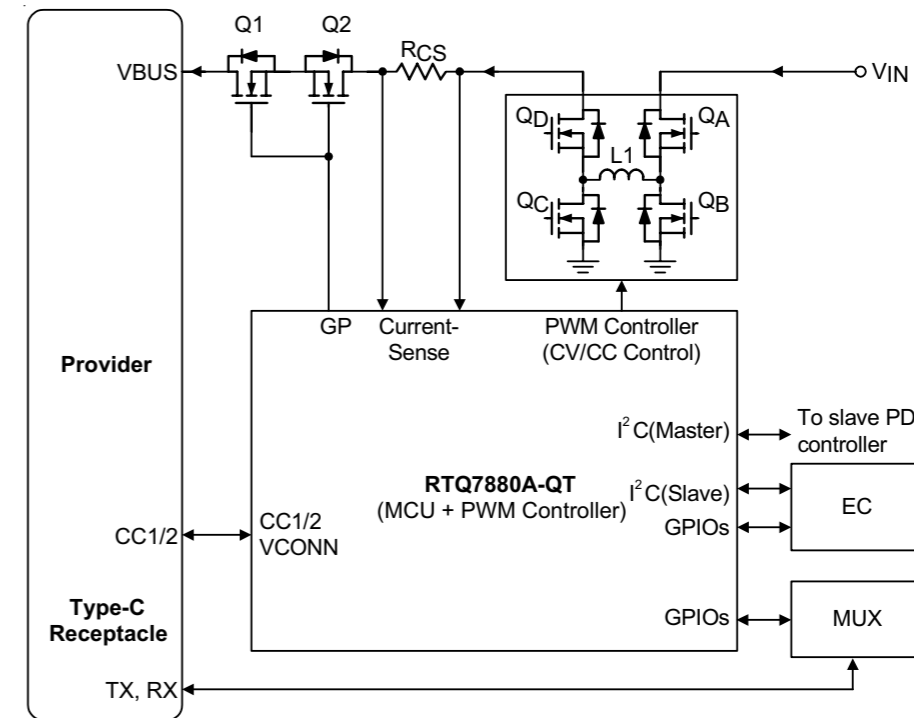 Q1
Q2
VBUS
RCS
VIN
QD
QA
L1
QC
QB
GP
Current-
Sense
PWM Controller
(CV/CC Control)
Provider
I²C(Master)
To slave PD
controller
RTQ7880A-QT
(MCU + PWM Controller)
I²C(Slave)
GPIOs
EC
CC1/2
CC1/2
VCONN
Type-C
Receptacle
GPIOs
MUX
TX, RX